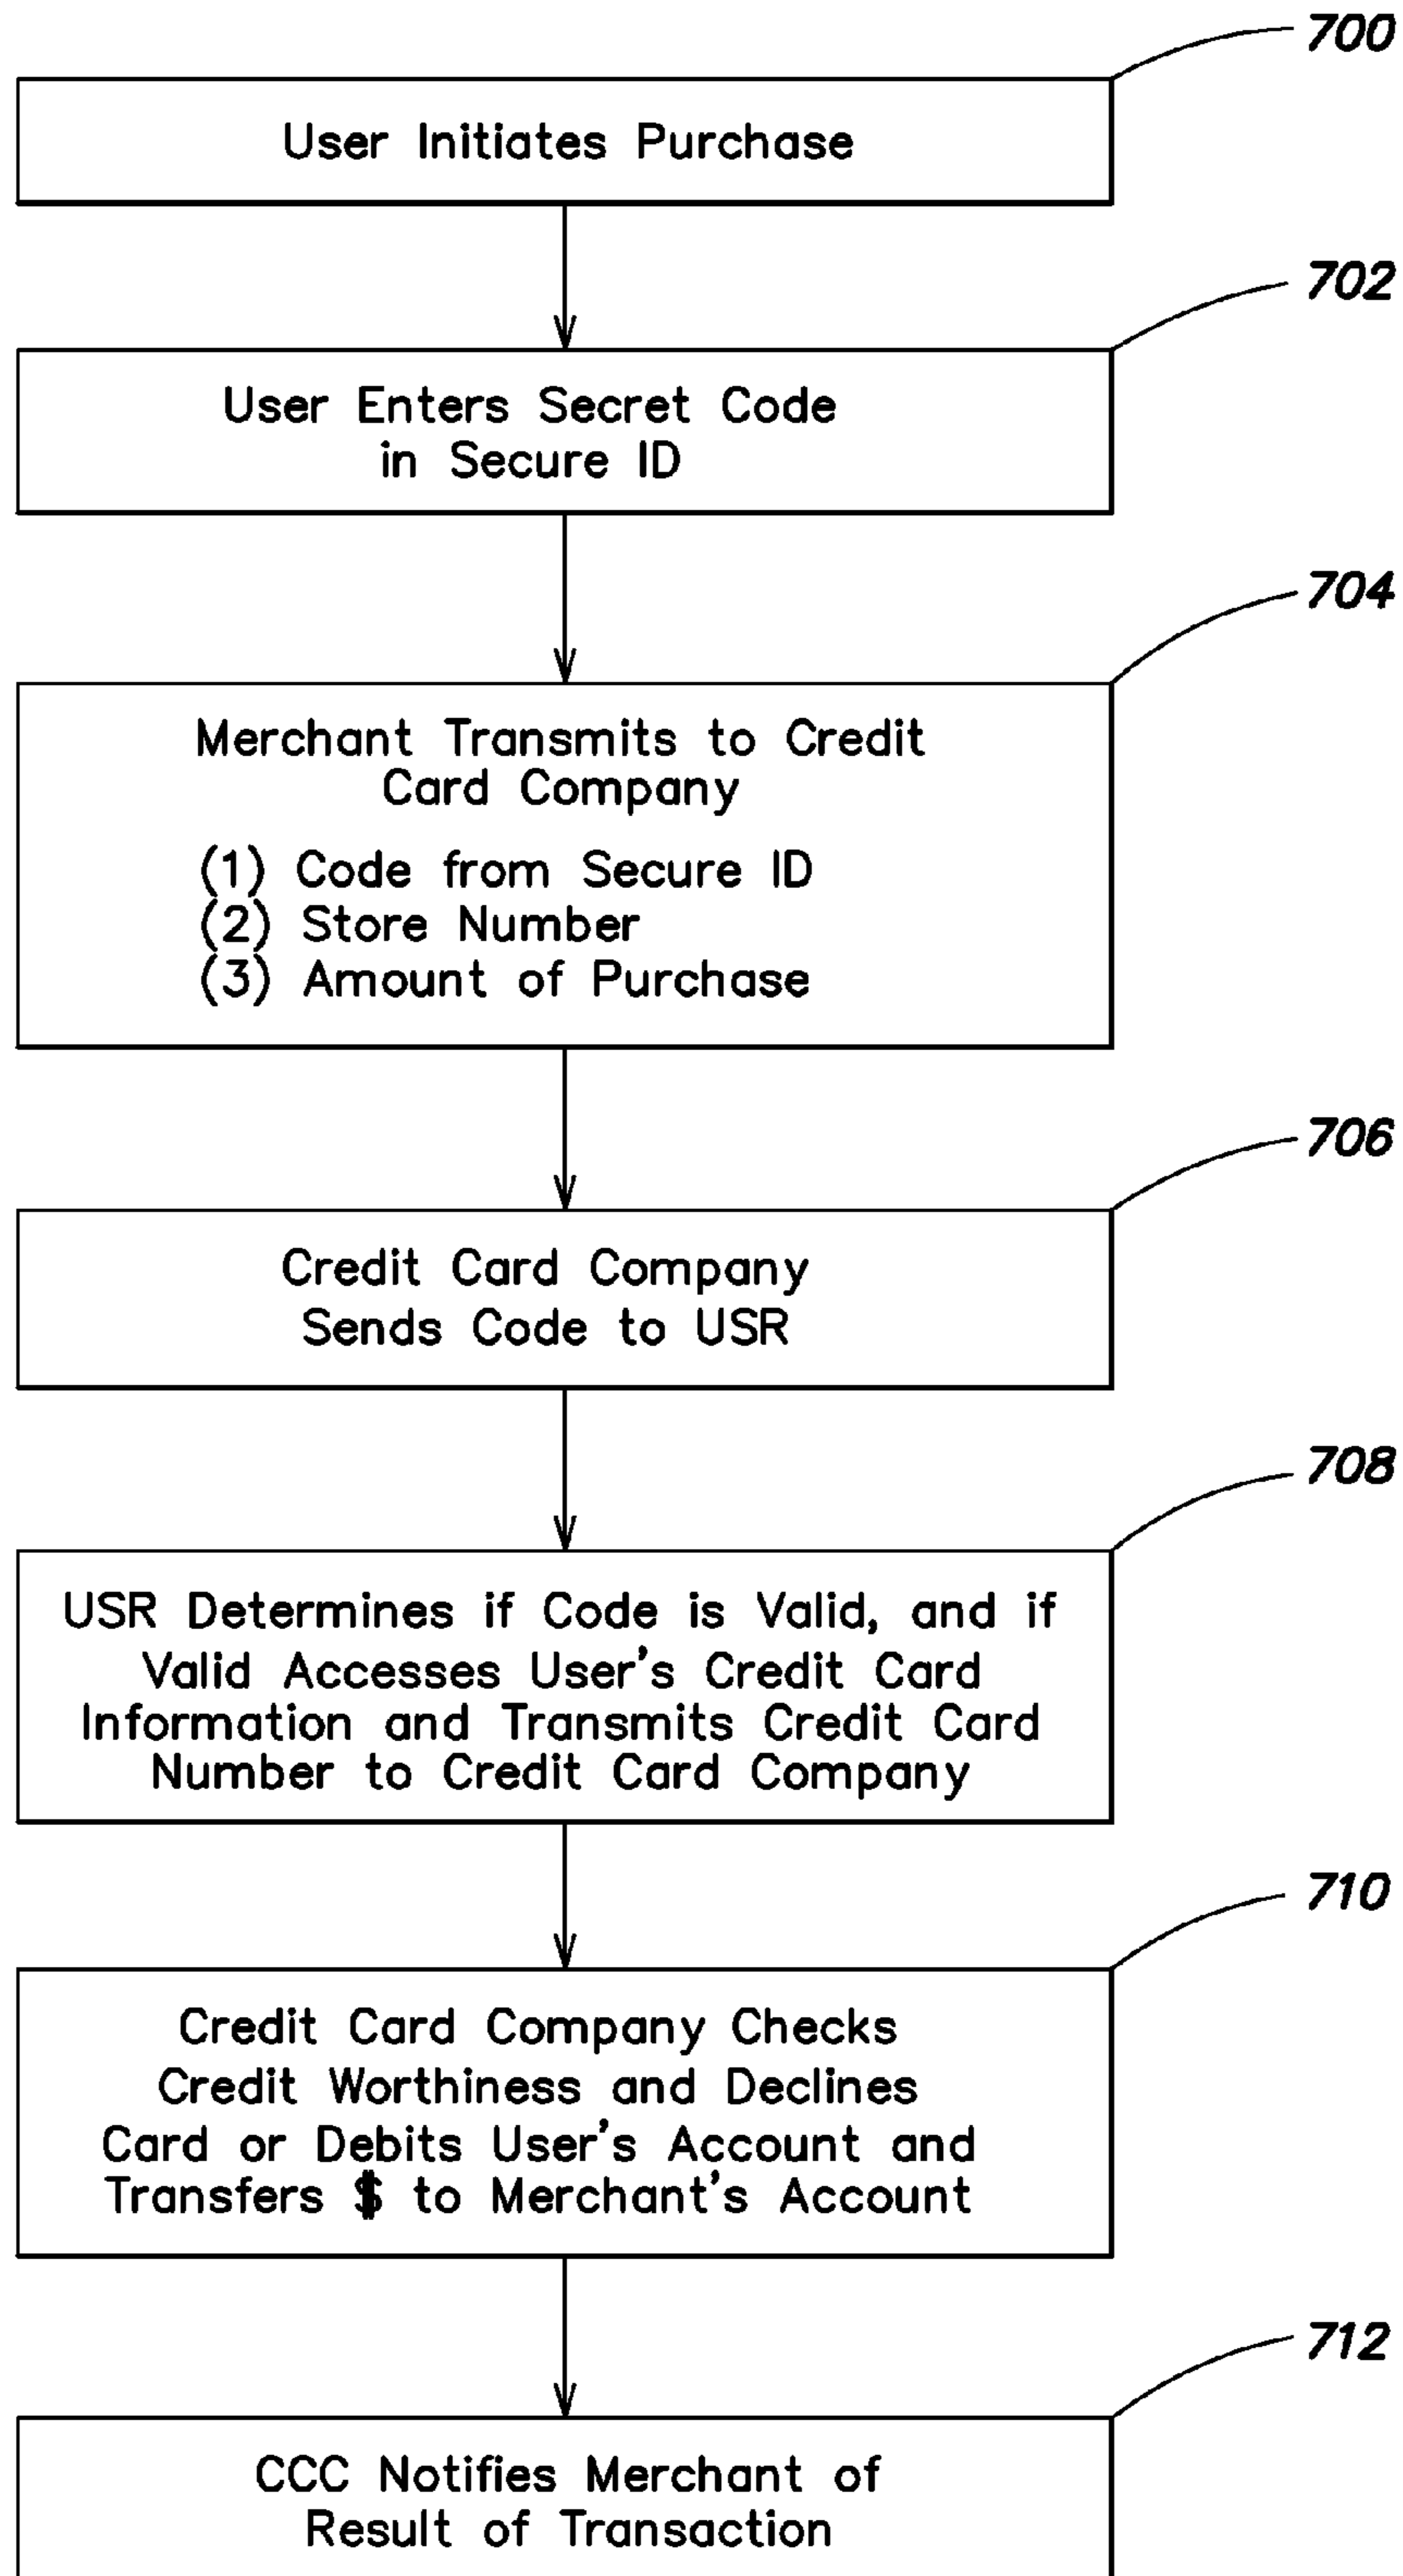 700
User Initiates Purchase
702
User Enters Secret Code
in Secure ID
704
Merchant Transmits to Credit
Card Company
(1) Code from Secure ID
(2) Store Number
(3) Amount of Purchase
706
Credit Card Company
Sends Code to USR
708
USR Determines if Code is Valid, and if
Valid Accesses User's Credit Card
Information and Transmits Credit Card
Number to Credit Card Company
710
Credit Card Company Checks
Credit Worthiness and Declines
Card or Debits User's Account and
Transfers $ to Merchant's Account
712
CCC Notifies Merchant of
Result of Transaction